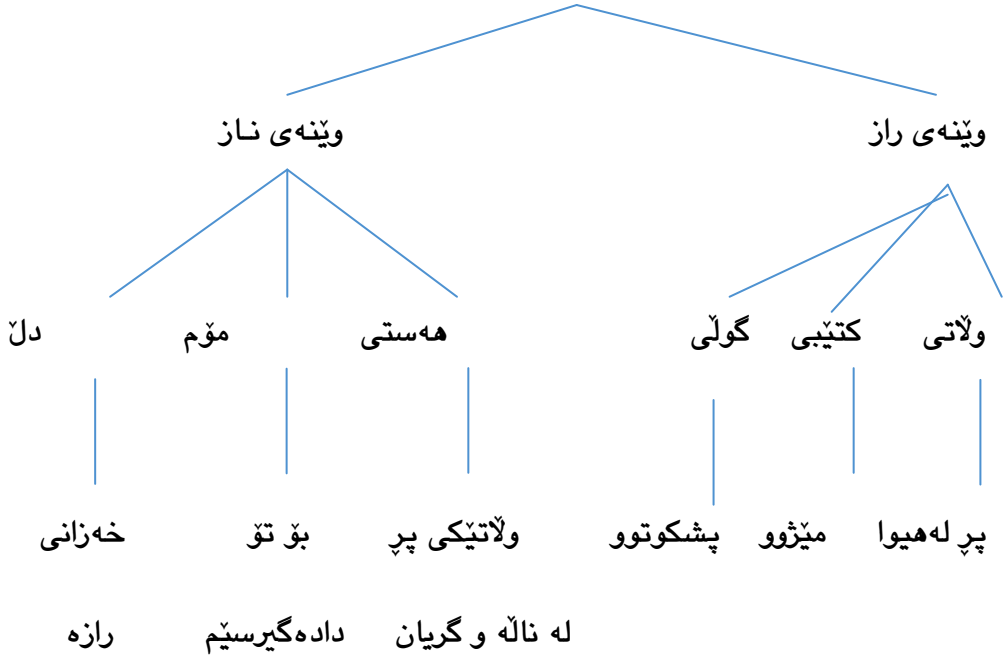 وێنەی راز وێنەی نـاز
وڵاتی کتێبی گوڵی هەستی مۆم دڵ
پڕ لەهیوا مێژوو پشکوتوو وڵاتێکی پڕ بۆ تۆ خەزانی
لە ناڵە و گریان دادەگیرسێم رازە